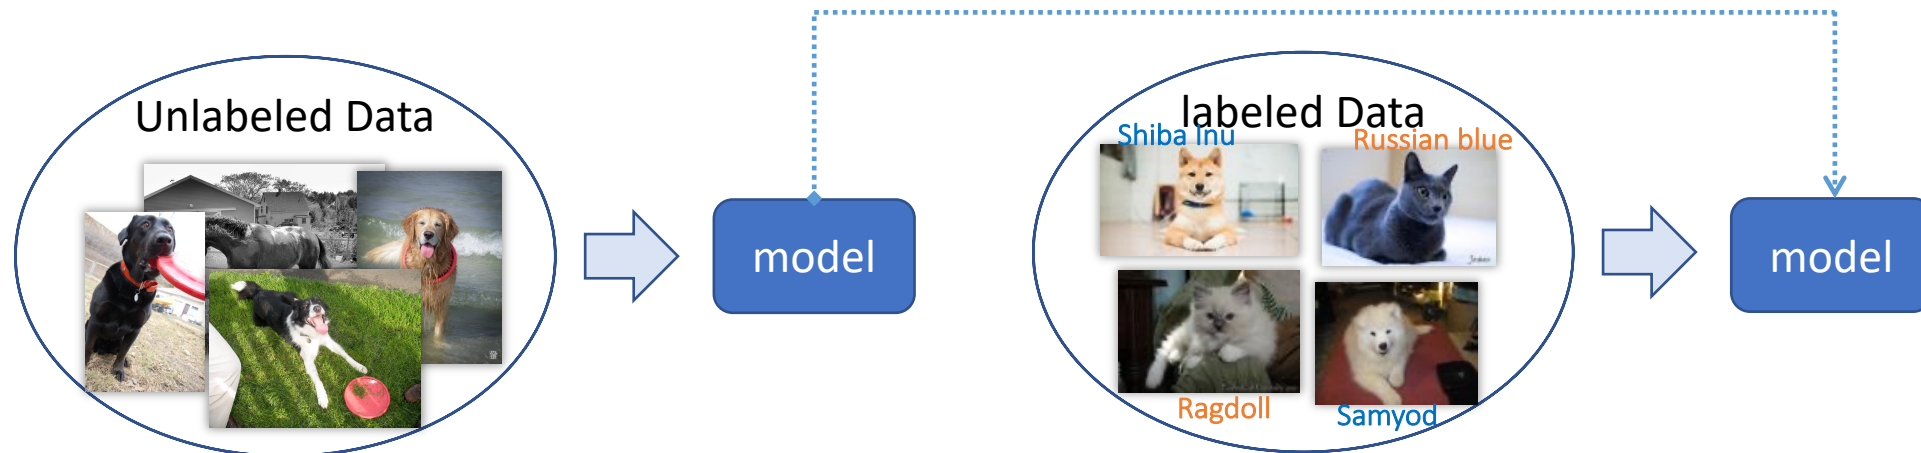 Unlabeled Data
model
labeled Data
Shiba Inu
Russian blue
Ragdoll
Samyod
model